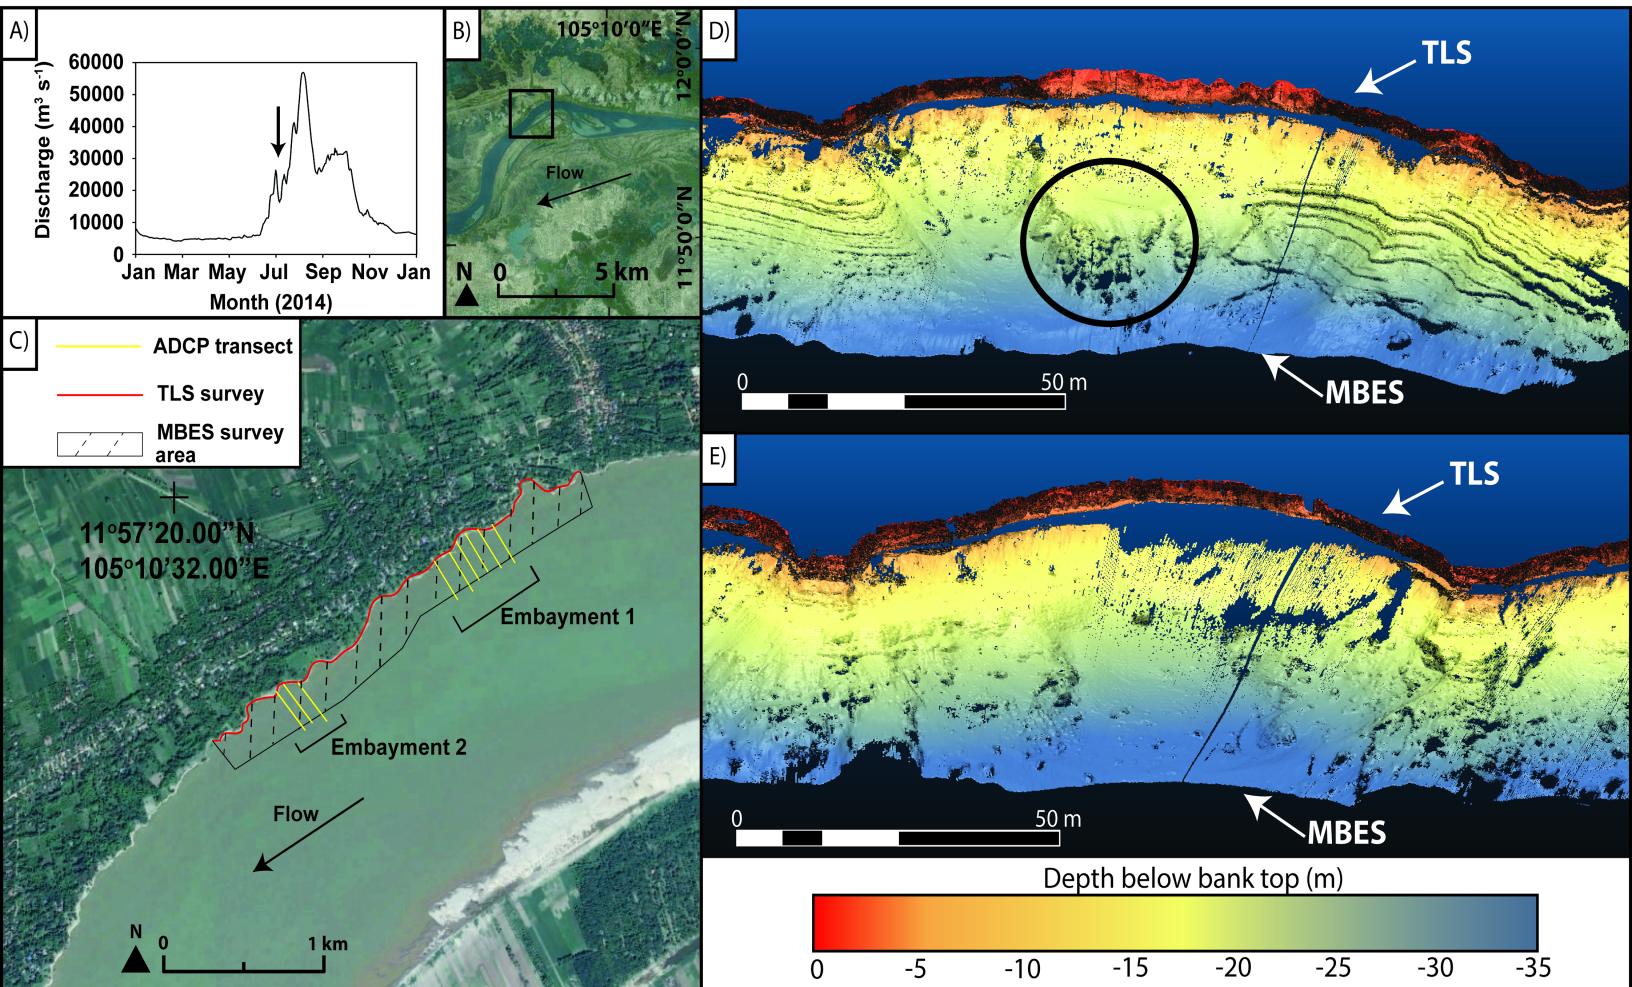 A)
Discharge (m³ s⁻¹)
60000
50000
40000
30000
20000
10000
0
Jan Mar May Jul Sep Nov Jan
Month (2014)
B)
105°10'0"E
12°0'0"N
11°50'0"N
Flow
N
0 5 km
C)
ADCP transect
TLS survey
MBES survey
area
11°57'20.00"N
105°10'32.00"E
Embayment 1
Embayment 2
Flow
N
0 1 km
D)
TLS
0 50 m
MBES
E)
TLS
0 50 m
MBES
Depth below bank top (m)
0 -5 -10 -15 -20 -25 -30 -35